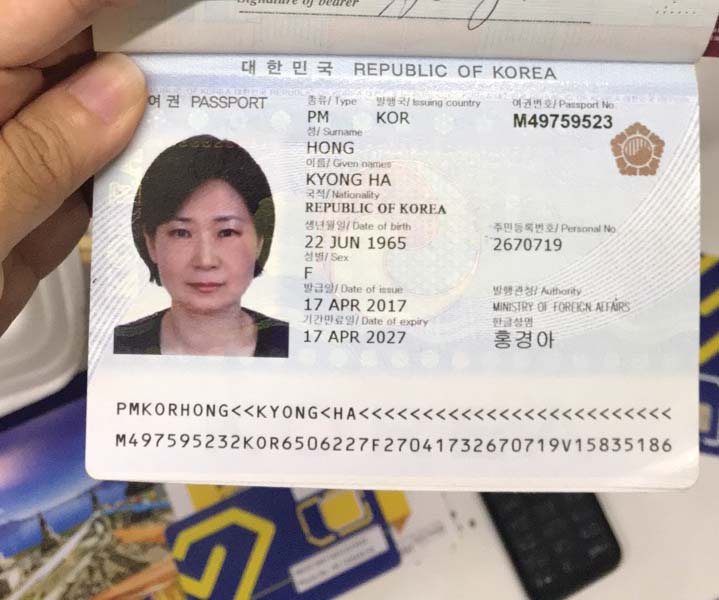 Signature of bearer
대한민국 REPUBLIC OF KOREA
여권 PASSPORT
종류/ Type 발행국/ Issuing country 여권번호/ Passport No.
PM KOR M49759523
성/ Surname
HONG
이름/ Given names
KYONG HA
국적/ Nationality
REPUBLIC OF KOREA
생년월일/ Date of birth 주민등록번호/ Personal No.
22 JUN 1965 2670719
성별/ Sex
F
발급일/ Date of issue 발행관청/ Authority
17 APR 2017 MINISTRY OF FOREIGN AFFAIRS
기간만료일/ Date of expiry 한글성명
17 APR 2027 홍경아
PMKORHONG<<KYONG<HA<<<<<<<<<<<<<<<<<<<<<<<<<
M497595232KOR6506227F27041732670719V15835186